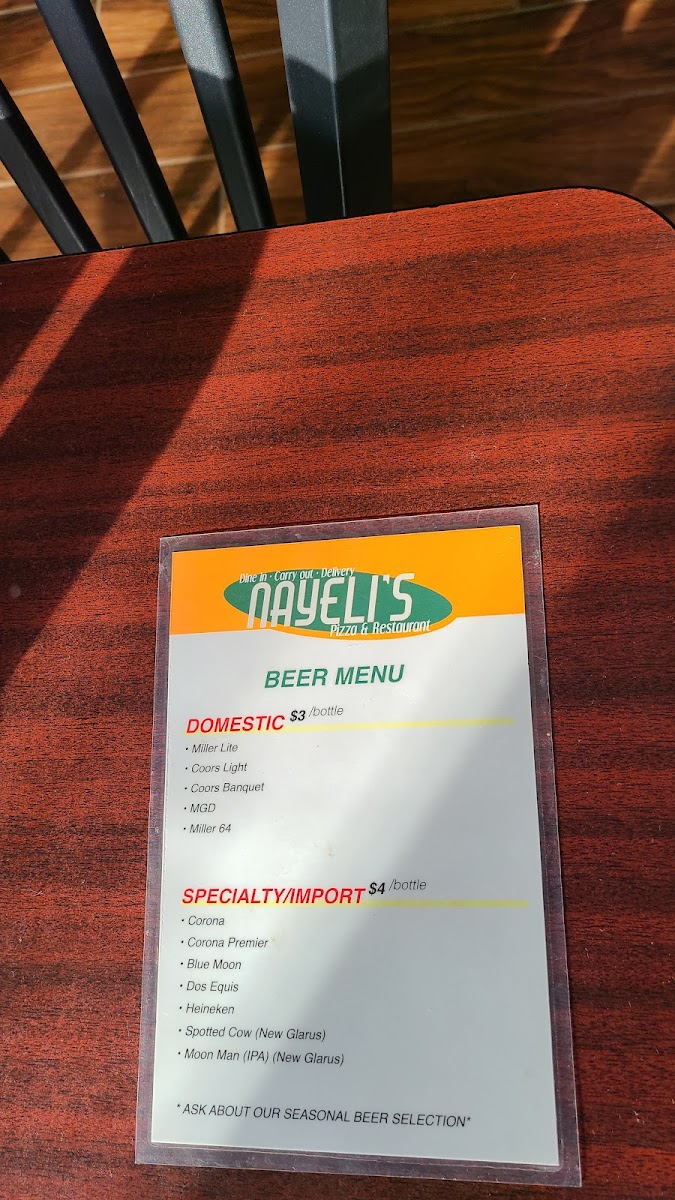 Dine in · Carry out · Delivery
NAYELI'S
Pizza & Restaurant
BEER MENU
DOMESTIC $3 /bottle
• Miller Lite
• Coors Light
• Coors Banquet
• MGD
• Miller 64
SPECIALTY/IMPORT $4 /bottle
• Corona
• Corona Premier
• Blue Moon
• Dos Equis
• Heineken
• Spotted Cow (New Glarus)
• Moon Man (IPA) (New Glarus)
* ASK ABOUT OUR SEASONAL BEER SELECTION*